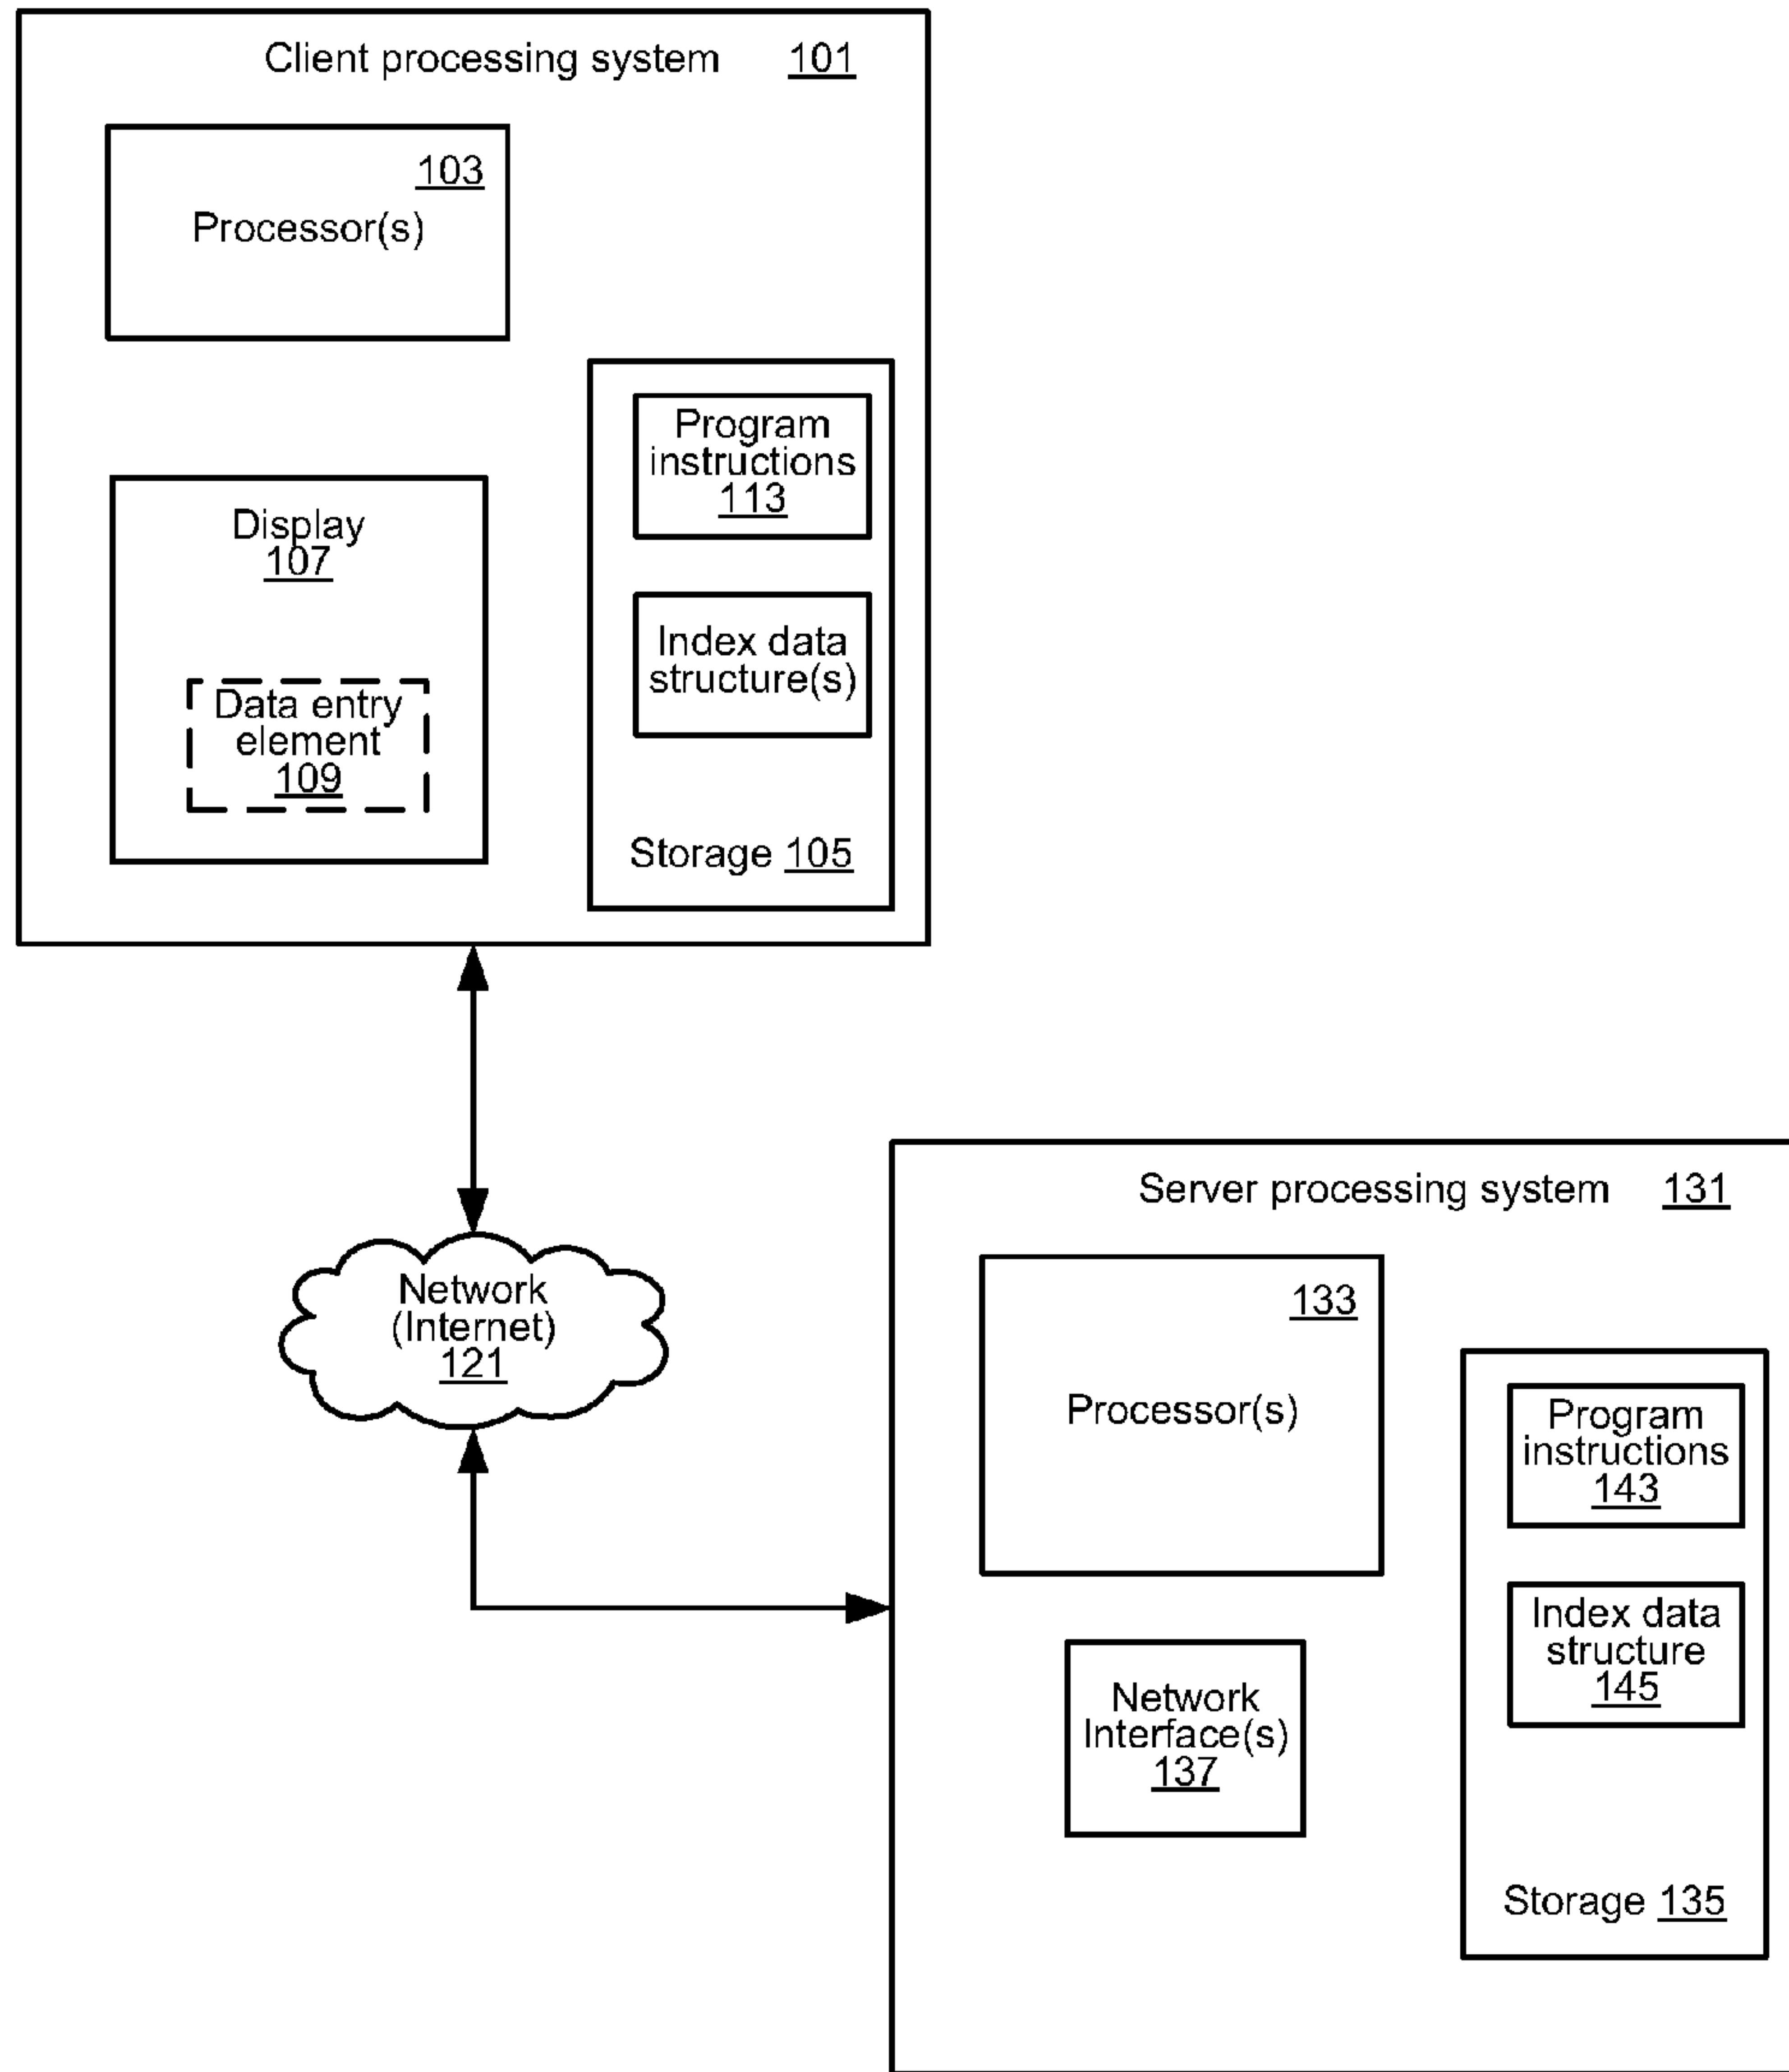 Client processing system 101
103
Processor(s)
Program
instructions
113
Display
107
Index data
structure(s)
Data entry
element
109
Storage 105
Server processing system 131
Network
(Internet)
121
133
Processor(s)
Program
instructions
143
Index data
structure
145
Network
Interface(s)
137
Storage 135